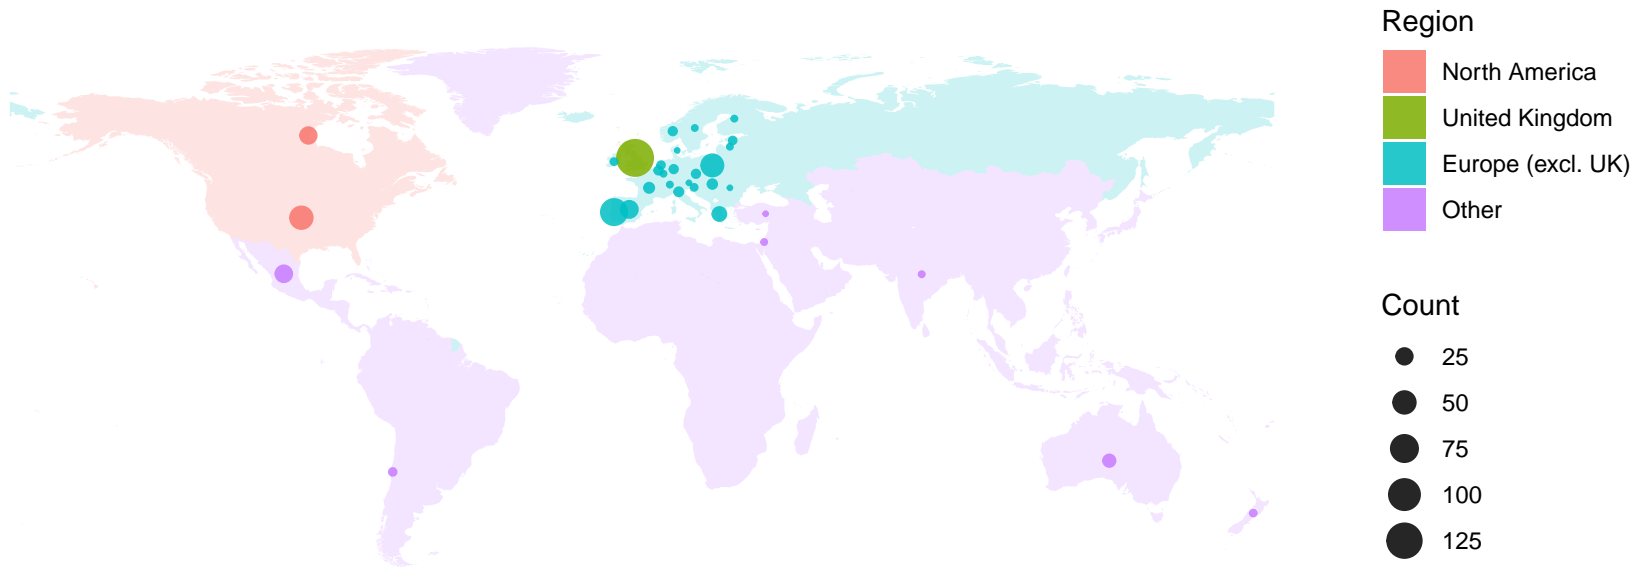 Region
North America
United Kingdom
Europe (excl. UK)
Other
Count
25
50
75
100
125